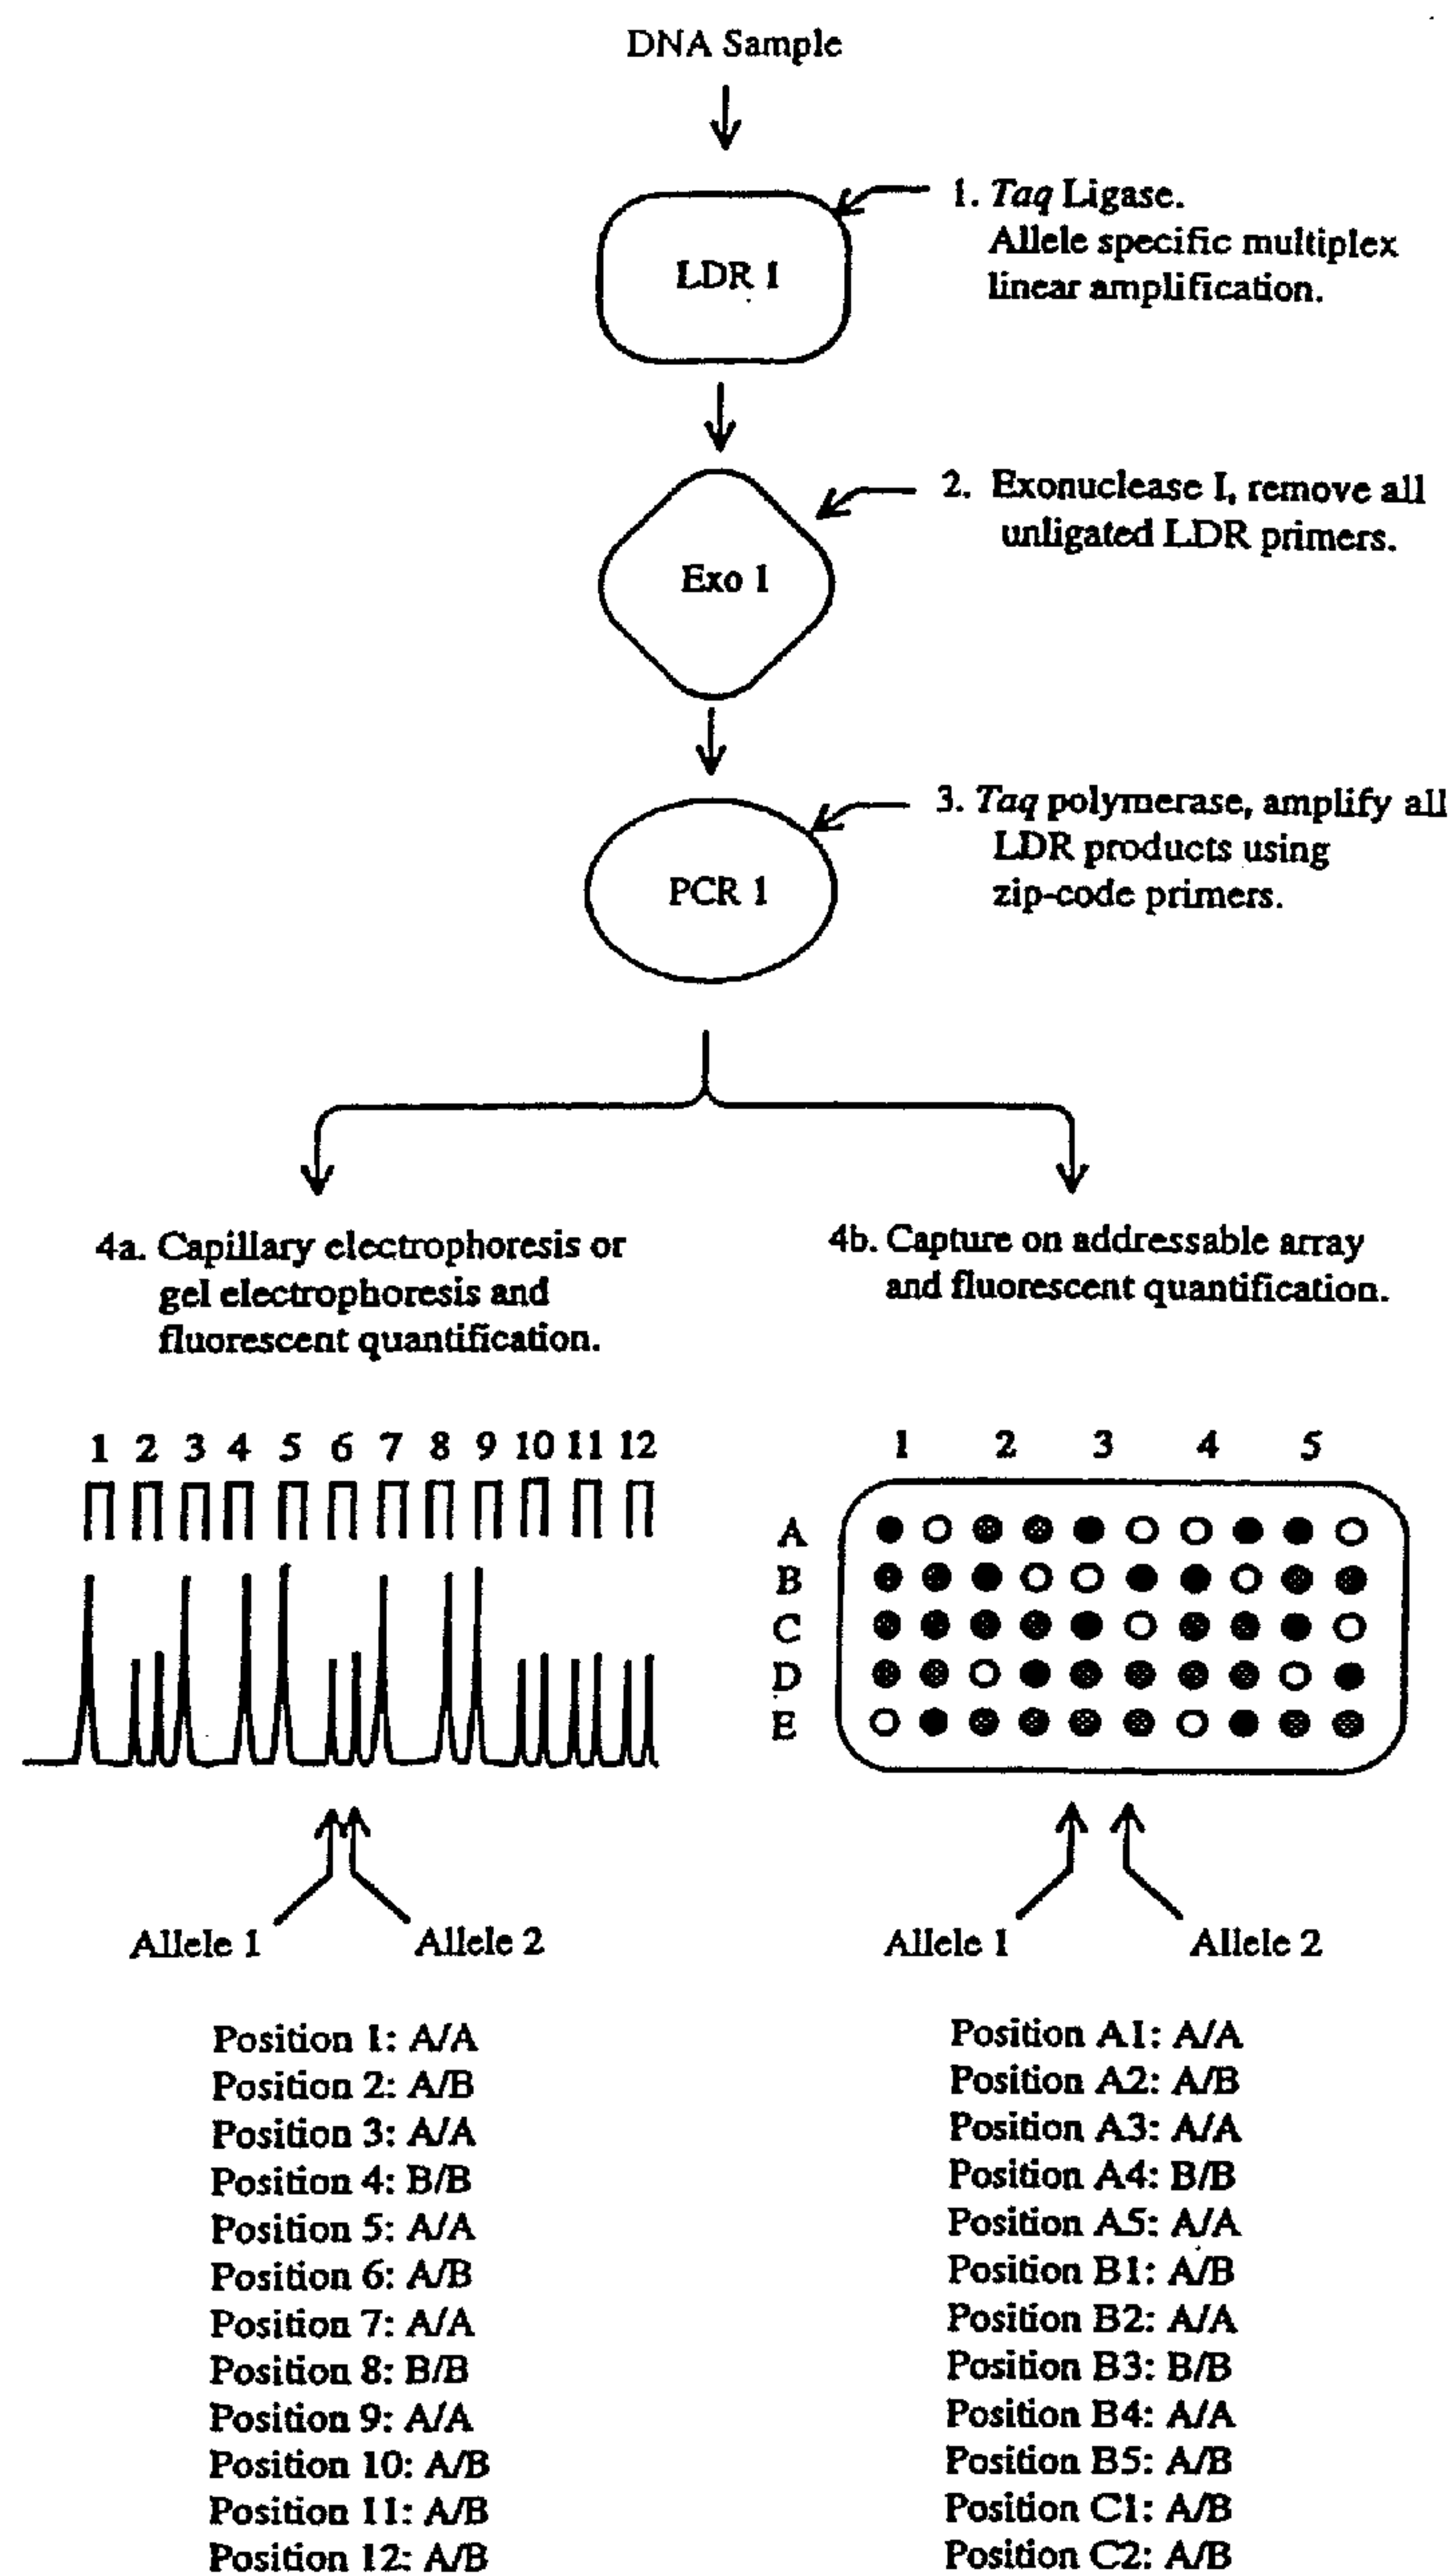 DNA Sample
1. Taq Ligase.
Allele specific multiplex
linear amplification.
LDR 1
2. Exonuclease I, remove all
unligated LDR primers.
Exo 1
3. Taq polymerase, amplify all
LDR products using
zip-code primers.
PCR 1
4a. Capillary electrophoresis or
gel electrophoresis and
fluorescent quantification.
4b. Capture on addressable array
and fluorescent quantification.
1 2 3 4 5 6 7 8 9 10 11 12
1 2 3 4 5
A
B
C
D
E
Allele 1
Allele 2
Allele 1
Allele 2
Position 1: A/A
Position 2: A/B
Position 3: A/A
Position 4: B/B
Position 5: A/A
Position 6: A/B
Position 7: A/A
Position 8: B/B
Position 9: A/A
Position 10: A/B
Position 11: A/B
Position 12: A/B
Position A1: A/A
Position A2: A/B
Position A3: A/A
Position A4: B/B
Position A5: A/A
Position B1: A/B
Position B2: A/A
Position B3: B/B
Position B4: A/A
Position B5: A/B
Position C1: A/B
Position C2: A/B